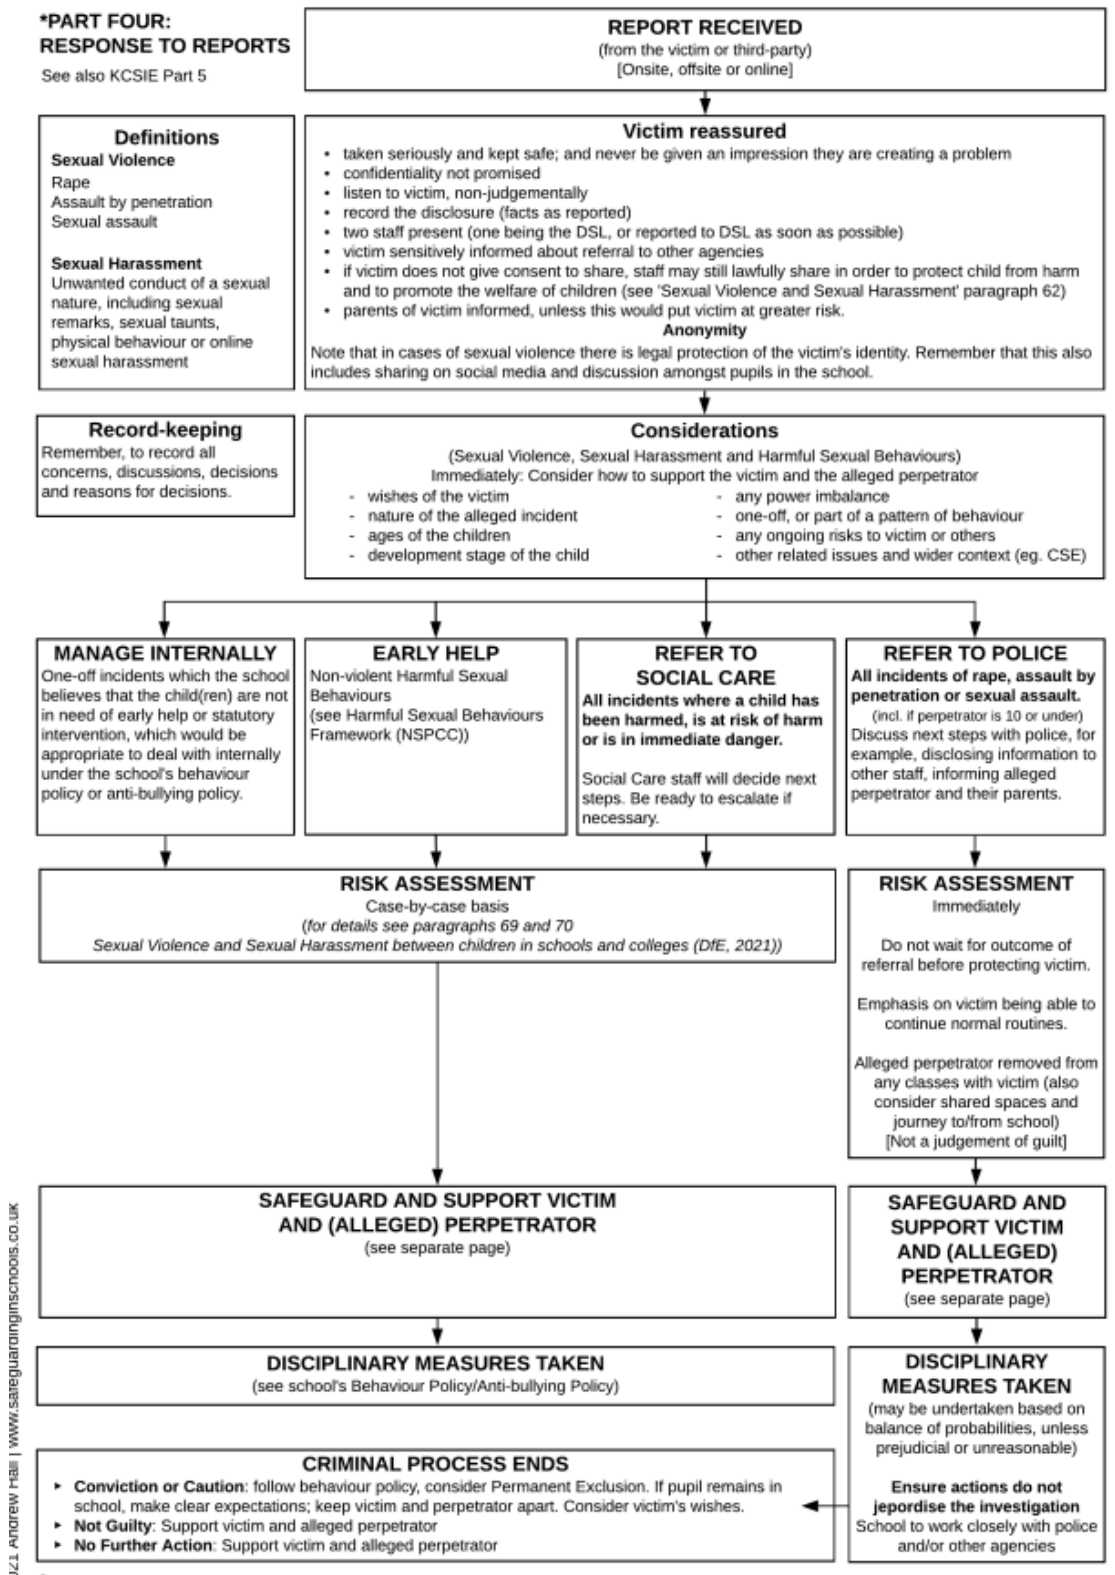 *PART FOUR:
RESPONSE TO REPORTS
See also KCSIE Part 5
REPORT RECEIVED
(from the victim or third-party)
[Onsite, offsite or online]
Definitions
Sexual Violence
Rape
Assault by penetration
Sexual assault
Sexual Harassment
Unwanted conduct of a sexual
nature, including sexual
remarks, sexual taunts,
physical behaviour or online
sexual harassment
Victim reassured
• taken seriously and kept safe; and never be given an impression they are creating a problem
• confidentiality not promised
• listen to victim, non-judgementally
• record the disclosure (facts as reported)
• two staff present (one being the DSL, or reported to DSL as soon as possible)
• victim sensitively informed about referral to other agencies
• if victim does not give consent to share, staff may still lawfully share in order to protect child from harm
and to promote the welfare of children (see 'Sexual Violence and Sexual Harassment' paragraph 62)
• parents of victim informed, unless this would put victim at greater risk.
Anonymity
Note that in cases of sexual violence there is legal protection of the victim's identity. Remember that this also
includes sharing on social media and discussion amongst pupils in the school.
Record-keeping
Remember, to record all
concerns, discussions, decisions
and reasons for decisions.
Considerations
(Sexual Violence, Sexual Harassment and Harmful Sexual Behaviours)
Immediately: Consider how to support the victim and the alleged perpetrator
- wishes of the victim
- nature of the alleged incident
- ages of the children
- development stage of the child
- any power imbalance
- one-off, or part of a pattern of behaviour
- any ongoing risks to victim or others
- other related issues and wider context (eg. CSE)
MANAGE INTERNALLY
One-off incidents which the school
believes that the child(ren) are not
in need of early help or statutory
intervention, which would be
appropriate to deal with internally
under the school's behaviour
policy or anti-bullying policy.
EARLY HELP
Non-violent Harmful Sexual
Behaviours
(see Harmful Sexual Behaviours
Framework (NSPCC))
REFER TO
SOCIAL CARE
All incidents where a child has
been harmed, is at risk of harm
or is in immediate danger.
Social Care staff will decide next
steps. Be ready to escalate if
necessary.
REFER TO POLICE
All incidents of rape, assault by
penetration or sexual assault.
(incl. if perpetrator is 10 or under)
Discuss next steps with police, for
example, disclosing information to
other staff, informing alleged
perpetrator and their parents.
RISK ASSESSMENT
Case-by-case basis
(for details see paragraphs 69 and 70
Sexual Violence and Sexual Harassment between children in schools and colleges (DfE, 2021))
RISK ASSESSMENT
Immediately
Do not wait for outcome of
referral before protecting victim.
Emphasis on victim being able to
continue normal routines.
Alleged perpetrator removed from
any classes with victim (also
consider shared spaces and
journey to/from school)
[Not a judgement of guilt]
SAFEGUARD AND SUPPORT VICTIM
AND (ALLEGED) PERPETRATOR
(see separate page)
SAFEGUARD AND
SUPPORT VICTIM
AND (ALLEGED)
PERPETRATOR
(see separate page)
DISCIPLINARY MEASURES TAKEN
(see school's Behaviour Policy/Anti-bullying Policy)
DISCIPLINARY
MEASURES TAKEN
(may be undertaken based on
balance of probabilities, unless
prejudicial or unreasonable)
Ensure actions do not
jepordise the investigation
School to work closely with police
and/or other agencies
CRIMINAL PROCESS ENDS
▸ Conviction or Caution: follow behaviour policy, consider Permanent Exclusion. If pupil remains in
school, make clear expectations; keep victim and perpetrator apart. Consider victim's wishes.
▸ Not Guilty: Support victim and alleged perpetrator
▸ No Further Action: Support victim and alleged perpetrator
Andrew Hall | www.safeguardinginschools.co.uk